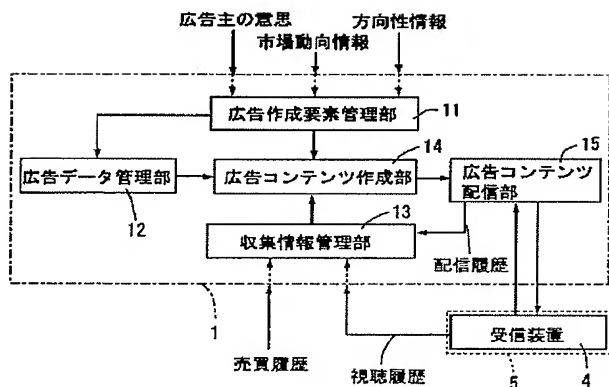 広告主の意思
市場動向情報
方向性情報
広告作成要素管理部
11
14
15
広告データ管理部
12
広告コンテンツ作成部
広告コンテンツ
配信部
13
収集情報管理部
配信履歴
1
売買履歴
視聴履歴
受信装置
5
4